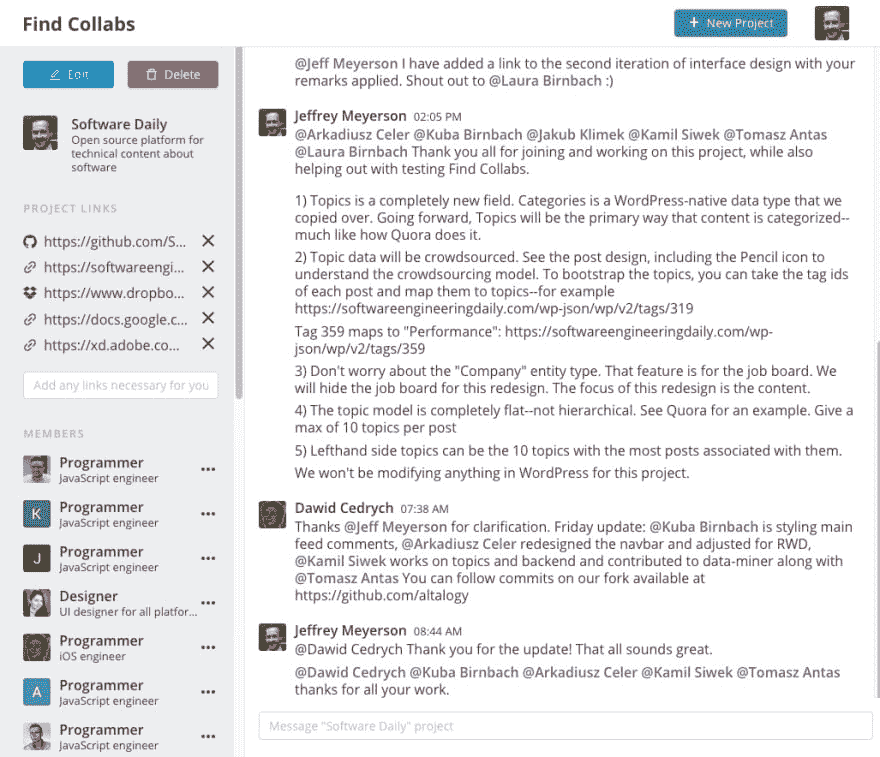 Find Collabs
+ New Project
Edit
Delete
Software Daily
Open source platform for
technical content about
software
PROJECT LINKS
https://github.com/S...
https://softwareengi...
https://www.dropbo...
https://docs.google.c...
https://xd.adobe.co...
Add any links necessary for you
MEMBERS
Programmer
JavaScript engineer
K
Programmer
JavaScript engineer
J
Programmer
JavaScript engineer
Designer
UI designer for all platfor...
Programmer
iOS engineer
A
Programmer
JavaScript engineer
Programmer
JavaScript engineer
@Jeff Meyerson I have added a link to the second iteration of interface design with your
remarks applied. Shout out to @Laura Birnbach :)
Jeffrey Meyerson 02:05 PM
@Arkadiusz Celer @Kuba Birnbach @Jakub Klimek @Kamil Siwek @Tomasz Antas
@Laura Birnbach Thank you all for joining and working on this project, while also
helping out with testing Find Collabs.
1) Topics is a completely new field. Categories is a WordPress-native data type that we
copied over. Going forward, Topics will be the primary way that content is categorized--
much like how Quora does it.
2) Topic data will be crowdsourced. See the post design, including the Pencil icon to
understand the crowdsourcing model. To bootstrap the topics, you can take the tag ids
of each post and map them to topics--for example
https://softwareengineeringdaily.com/wp-json/wp/v2/tags/319
Tag 359 maps to "Performance": https://softwareengineeringdaily.com/wp-
json/wp/v2/tags/359
3) Don't worry about the "Company" entity type. That feature is for the job board. We
will hide the job board for this redesign. The focus of this redesign is the content.
4) The topic model is completely flat--not hierarchical. See Quora for an example. Give a
max of 10 topics per post
5) Lefthand side topics can be the 10 topics with the most posts associated with them.
We won't be modifying anything in WordPress for this project.
Dawid Cedrych 07:38 AM
Thanks @Jeff Meyerson for clarification. Friday update: @Kuba Birnbach is styling main
feed comments, @Arkadiusz Celer redesigned the navbar and adjusted for RWD,
@Kamil Siwek works on topics and backend and contributed to data-miner along with
@Tomasz Antas You can follow commits on our fork available at
https://github.com/altalogy
Jeffrey Meyerson 08:44 AM
@Dawid Cedrych Thank you for the update! That all sounds great.
@Dawid Cedrych @Kuba Birnbach @Arkadiusz Celer @Kamil Siwek @Tomasz Antas
thanks for all your work.
Message "Software Daily" project